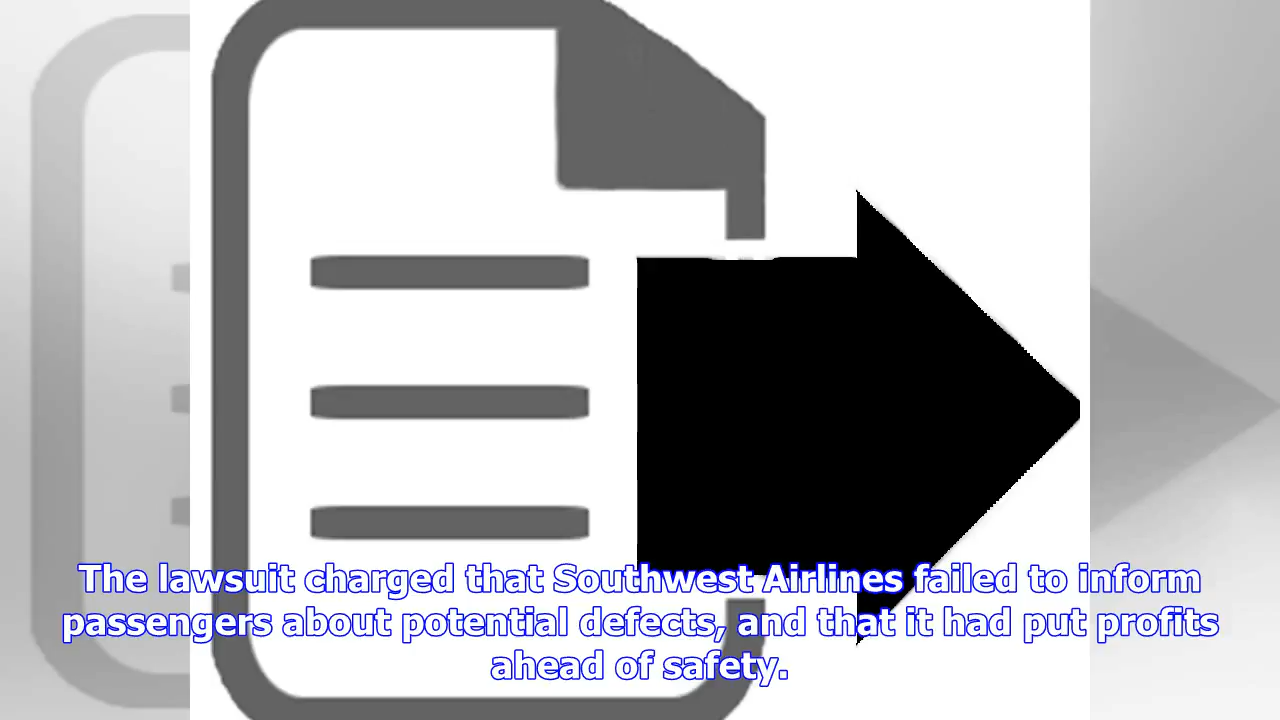 The lawsuit charged that Southwest Airlines failed to inform
passengers about potential defects, and that it had put profits
ahead of safety.